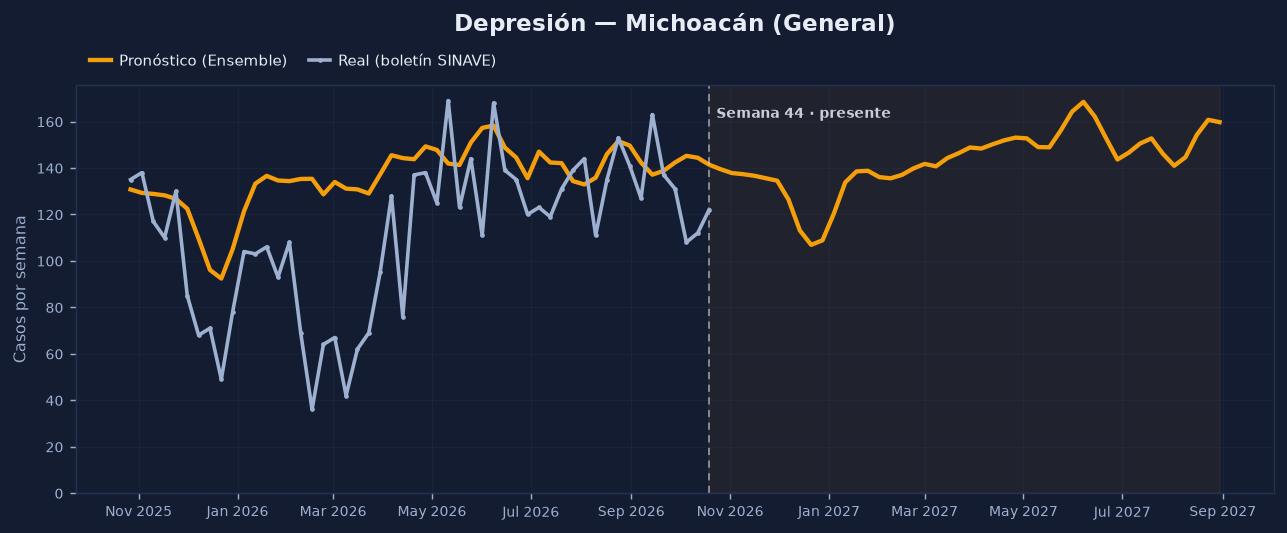 Depresión — Michoacán (General)
Pronóstico (Ensemble)
Real (boletín SINAVE)
Semana 44 · presente
Casos por semana
160
140
120
100
80
60
40
20
0
Nov 2025
Jan 2026
Mar 2026
May 2026
Jul 2026
Sep 2026
Nov 2026
Jan 2027
Mar 2027
May 2027
Jul 2027
Sep 2027